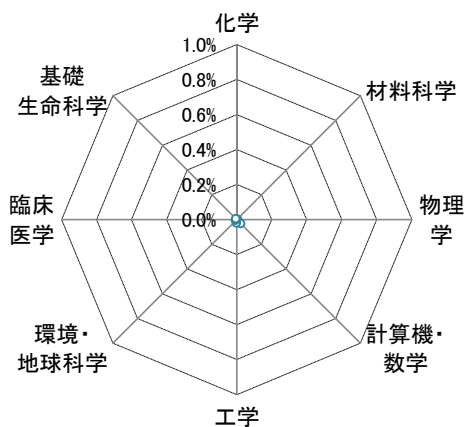 化学
1.0%
0.8%
0.6%
0.4%
0.2%
0.0%
材料科学
物理
学
計算機・
数学
工学
環境・
地球科学
臨床
医学
基礎
生命科学